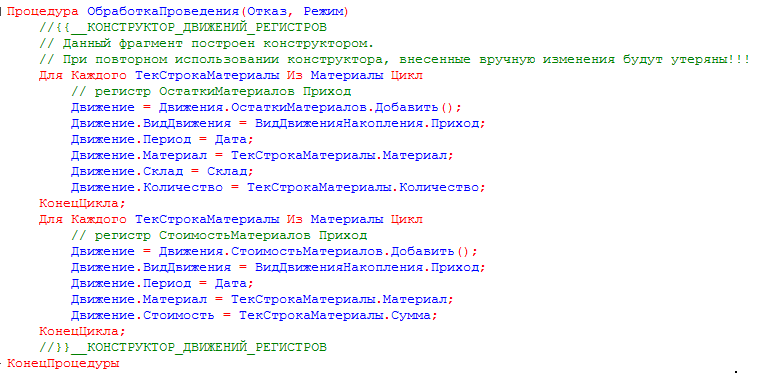 Процедура ОбработкаПроведения(Отказ, Режим)
//{{__КОНСТРУКТОР_ДВИЖЕНИЙ_РЕГИСТРОВ
// Данный фрагмент построен конструктором.
// При повторном использовании конструктора, внесенные вручную изменения будут утеряны!!!
Для Каждого ТекСтрокаМатериалы Из Материалы Цикл
// регистр ОстаткиМатериалов Приход
Движение = Движения.ОстаткиМатериалов.Добавить();
Движение.ВидДвижения = ВидДвиженияНакопления.Приход;
Движение.Период = Дата;
Движение.Материал = ТекСтрокаМатериалы.Материал;
Движение.Склад = Склад;
Движение.Количество = ТекСтрокаМатериалы.Количество;
КонецЦикла;
Для Каждого ТекСтрокаМатериалы Из Материалы Цикл
// регистр СтоимостьМатериалов Приход
Движение = Движения.СтоимостьМатериалов.Добавить();
Движение.ВидДвижения = ВидДвиженияНакопления.Приход;
Движение.Период = Дата;
Движение.Материал = ТекСтрокаМатериалы.Материал;
Движение.Стоимость = ТекСтрокаМатериалы.Сумма;
КонецЦикла;
//}}__КОНСТРУКТОР_ДВИЖЕНИЙ_РЕГИСТРОВ
КонецПроцедуры